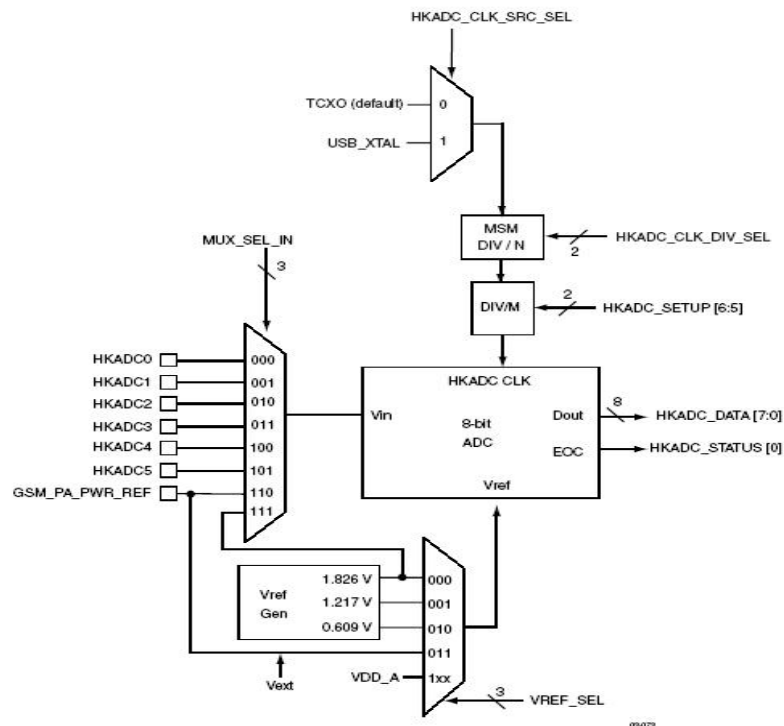 HKADC_CLK_SRC_SEL
TCXO (default) 0
USB_XTAL 1
MSM
DIV / N
2
HKADC_CLK_DIV_SEL
MUX_SEL_IN
3
DIV/M
2
HKADC_SETUP [6:5]
HKADC0 000
HKADC1 001
HKADC2 010
HKADC3 011
HKADC4 100
HKADC5 101
GSM_PA_PWR_REF 110
111
HKADC CLK
Vin
8-bit
ADC
Dout
EOC
Vref
8
HKADC_DATA [7:0]
HKADC_STATUS [0]
Vref
Gen
1.826 V 000
1.217 V 001
0.609 V 010
011
Vext
VDD_A 1xx
3
VREF_SEL